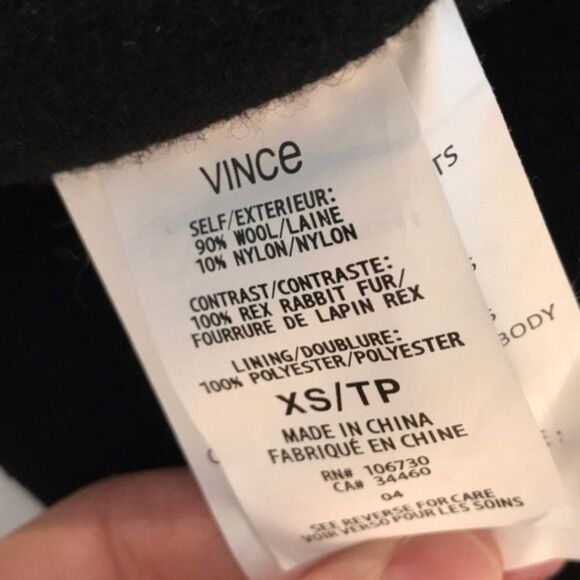 VINCE
SELF/EXTERIEUR:
90% WOOL/LAINE
10% NYLON/NYLON
CONTRAST/CONTRASTE:
100% REX RABBIT FUR/
FOURRURE DE LAPIN REX
LINING/DOUBLURE:
100% POLYESTER/POLYESTER
XS/TP
MADE IN CHINA
FABRIQUÉ EN CHINE
RN# 106730
CA# 34460
04
SEE REVERSE FOR CARE
VOIR VERSO POUR LES SOINS
TS
BODY